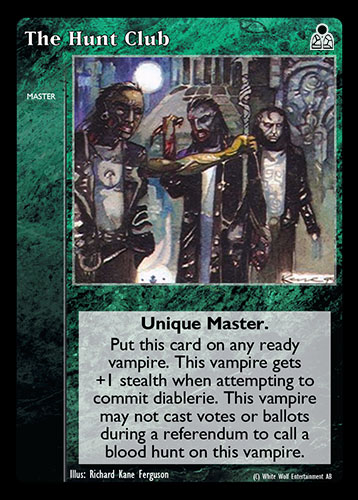 The Hunt Club
MASTER
Unique Master.
Put this card on any ready
vampire. This vampire gets
+1 stealth when attempting to
commit diablerie. This vampire
may not cast votes or ballots
during a referendum to call a
blood hunt on this vampire.
Illus: Richard Kane Ferguson
(C) White Wolf Entertainment AB